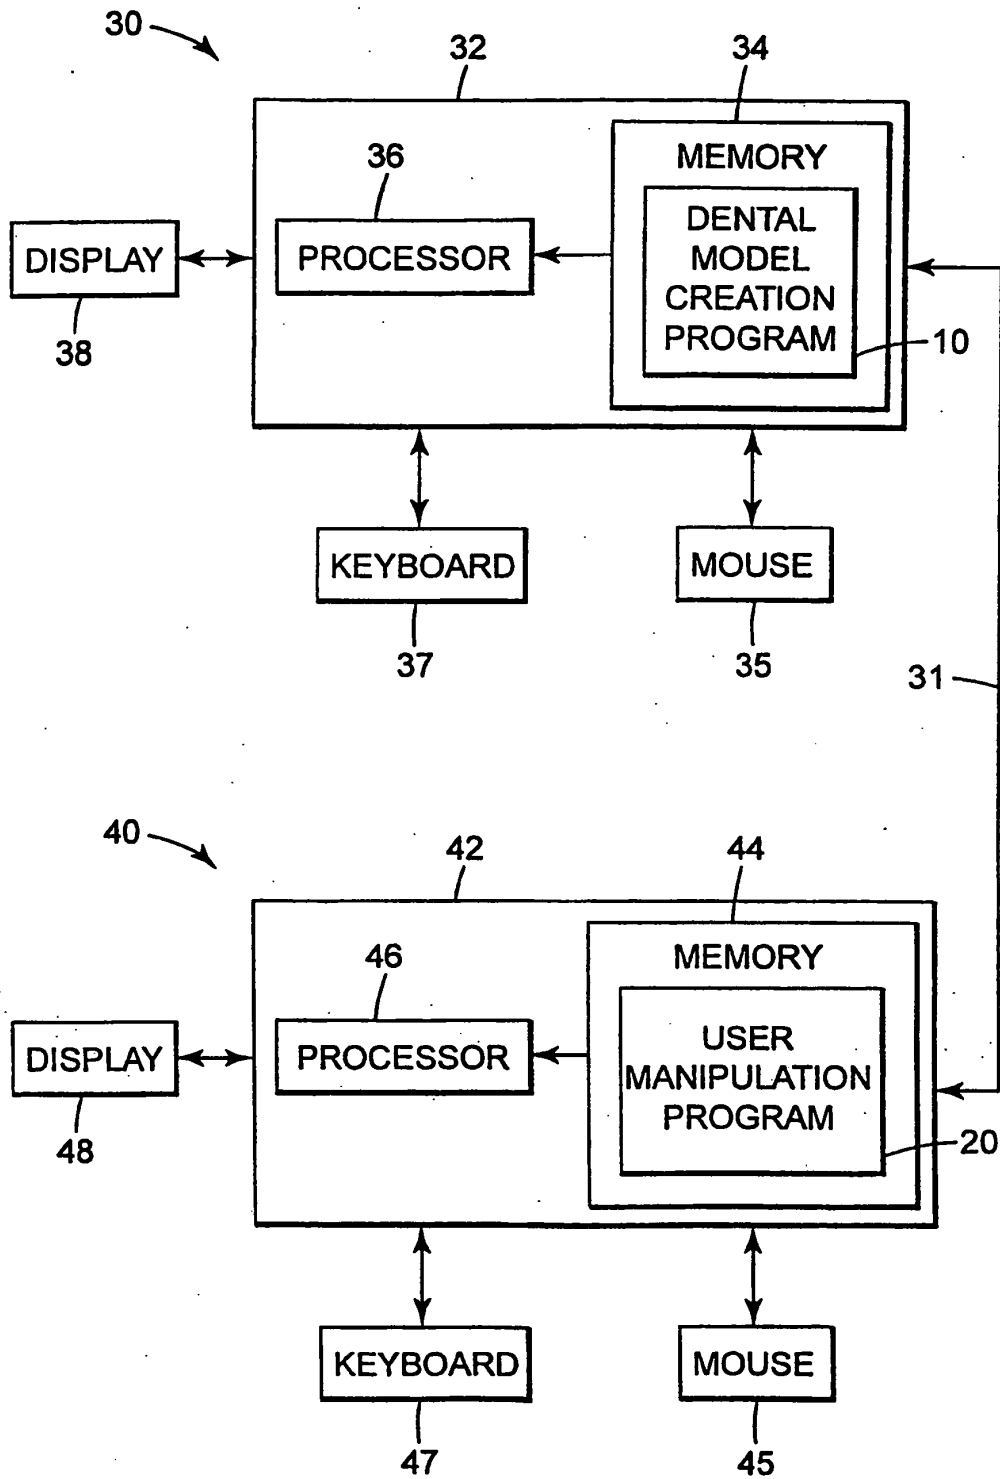 30
32
34
MEMORY
36
DENTAL
MODEL
CREATION
PROGRAM
PROCESSOR
DISPLAY
38
10
KEYBOARD
MOUSE
37
35
31
40
42
44
MEMORY
46
USER
MANIPULATION
PROGRAM
PROCESSOR
DISPLAY
48
20
KEYBOARD
MOUSE
47
45